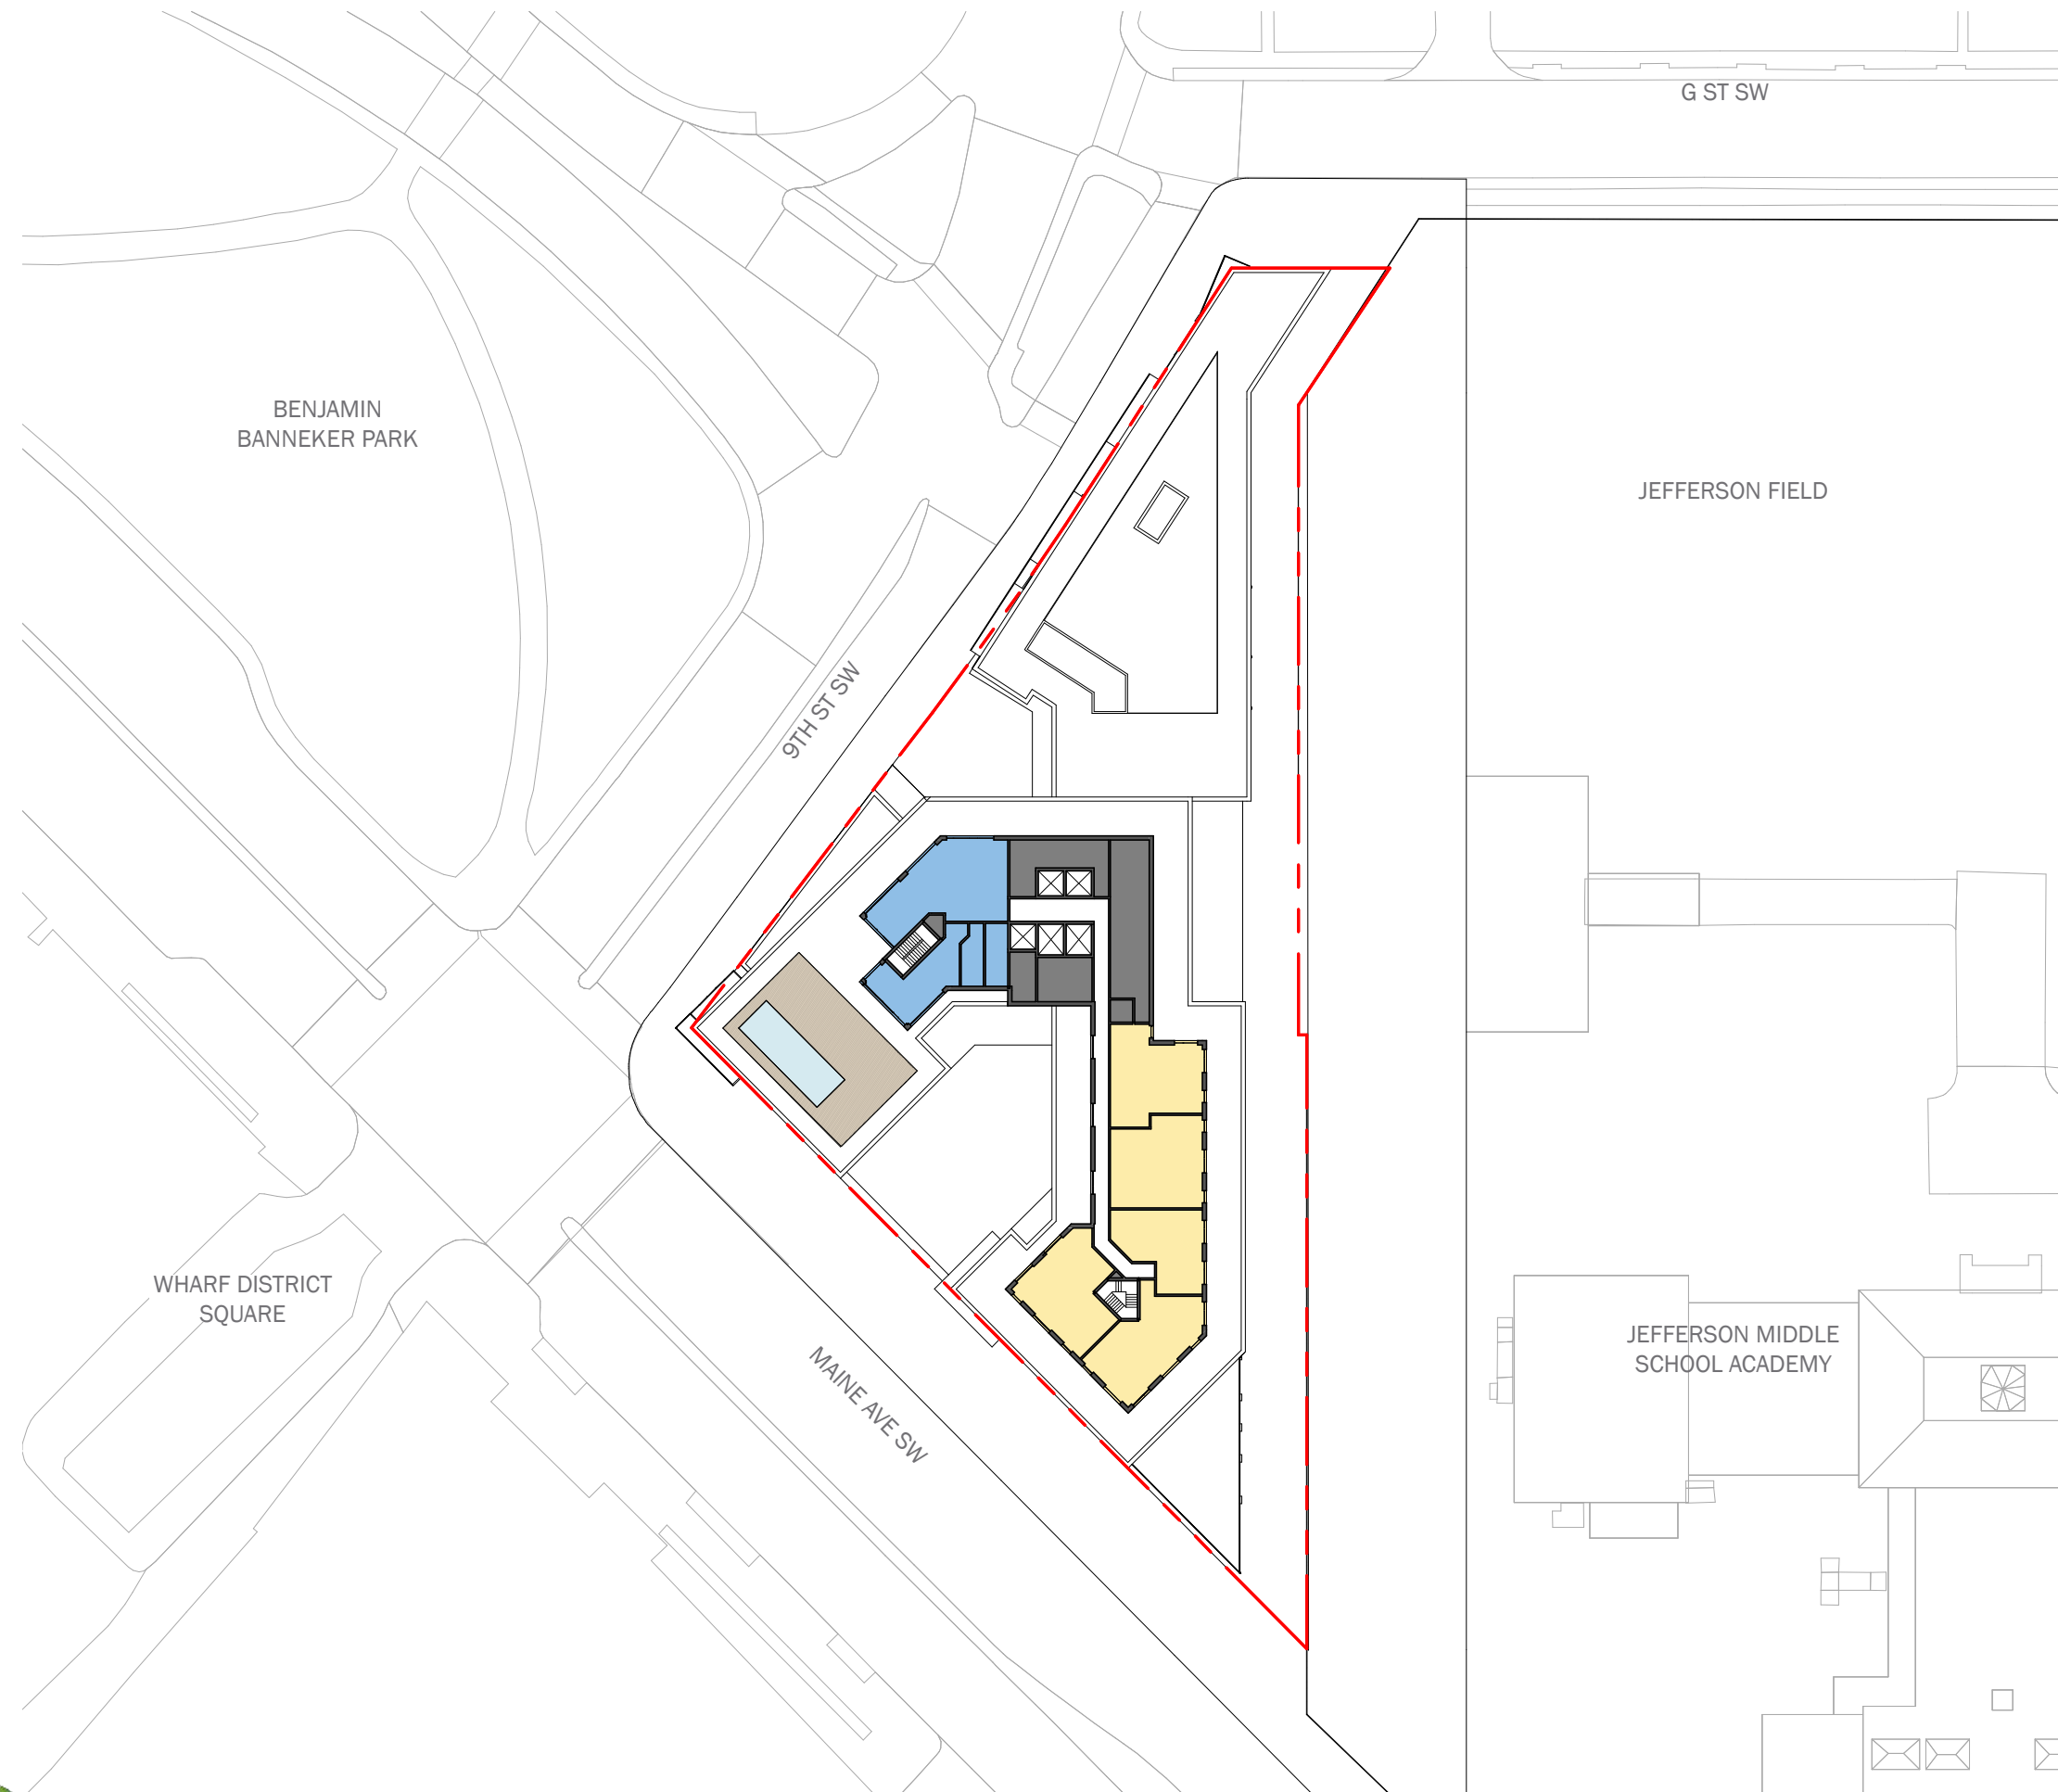 G ST SW
BENJAMIN
BANNEKER PARK
JEFFERSON FIELD
9TH ST SW
WHARF DISTRICT
SQUARE
MAINE AVE SW
JEFFERSON MIDDLE
SCHOOL ACADEMY